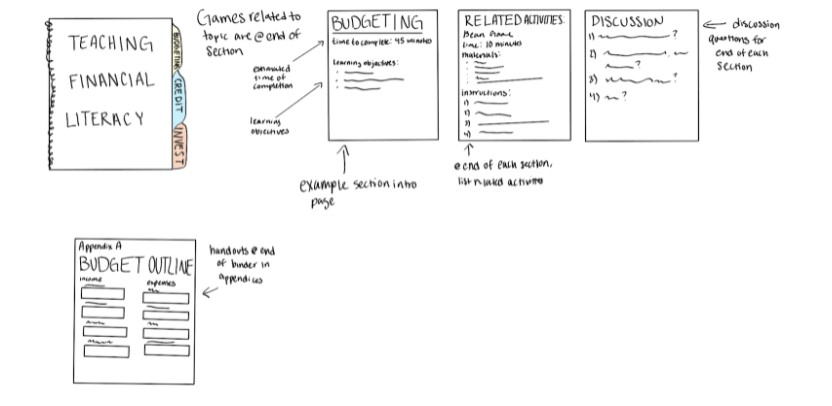 TEACHING
FINANCIAL
LITERACY
BUDGETING
CREDIT
INVEST
Games related to
topic are @ end of
Section
estimated
time of
completion
learning
objectives
BUDGETING
time to complete: 45 minutes
learning objectives:
example section intro
page
RELATED ACTIVITIES
Bean Game
time: 10 minutes
materials:
instructions:
1)
2)
3)
4)
@ end of each section,
list related activities
DISCUSSION
1) ?
2)
?
3) ?
4) ?
discussion
questions for
end of each
section
Appendix A
BUDGET OUTLINE
income
expenses
handouts @ end
of binder in
appendices